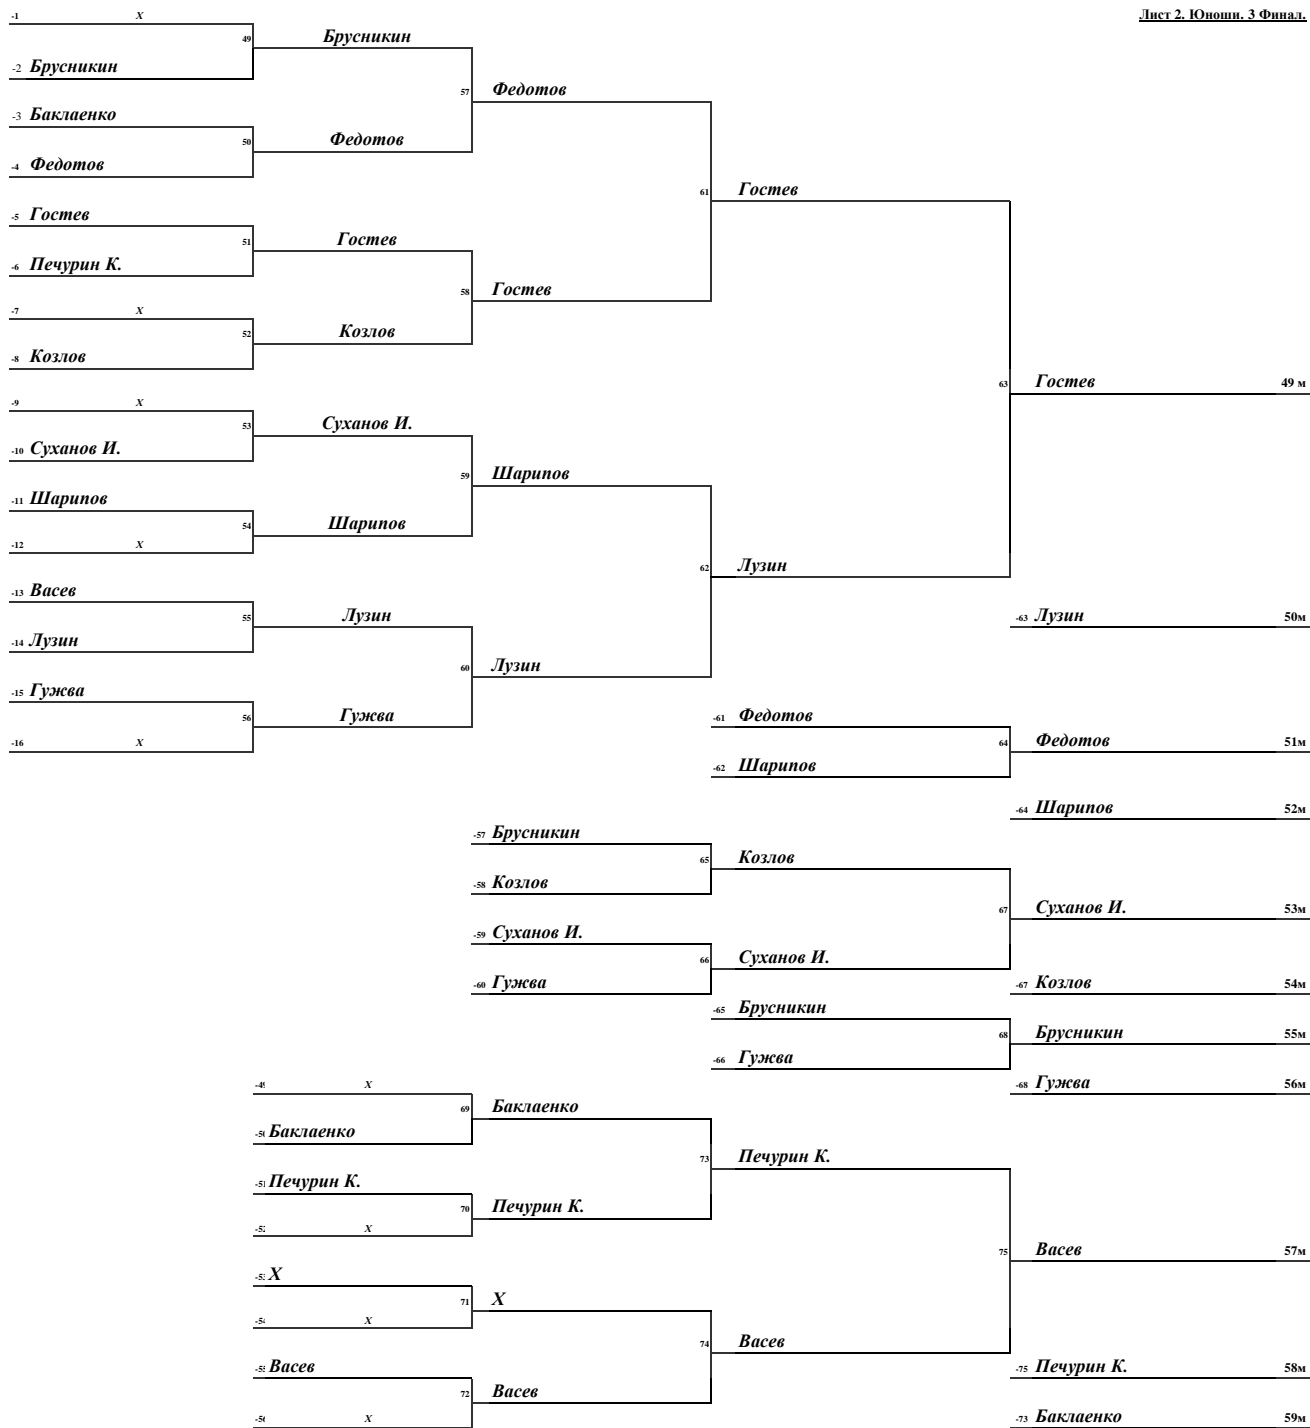 Лист 2. Юноши. 3 Финал.
-1 X
49 Брусникин
-2 Брусникин
57 Федотов
-3 Баклаенко
50 Федотов
-4 Федотов
61 Гостев
-5 Гостев
51 Гостев
-6 Печурин К.
58 Гостев
-7 X
52 Козлов
-8 Козлов
63 Гостев 49 м
-9 X
53 Суханов И.
-10 Суханов И.
59 Шарипов
-11 Шарипов
54 Шарипов
-12 X
62 Лузин
-13 Васев
55 Лузин
-63 Лузин 50м
-14 Лузин
60 Лузин
-15 Гужва
56 Гужва
-16 X
-61 Федотов
64 Федотов 51м
-62 Шарипов
-64 Шарипов 52м
-57 Брусникин
65 Козлов
-58 Козлов
67 Суханов И. 53м
-59 Суханов И.
66 Суханов И.
-60 Гужва
-67 Козлов 54м
-65 Брусникин
68 Брусникин 55м
-66 Гужва
-68 Гужва 56м
X
69 Баклаенко
Баклаенко
73 Печурин К.
-51 Печурин К.
70 Печурин К.
X
75 Васев 57м
X
71 X
X
74 Васев
Васев
-75 Печурин К. 58м
72 Васев
X
-73 Баклаенко 59м